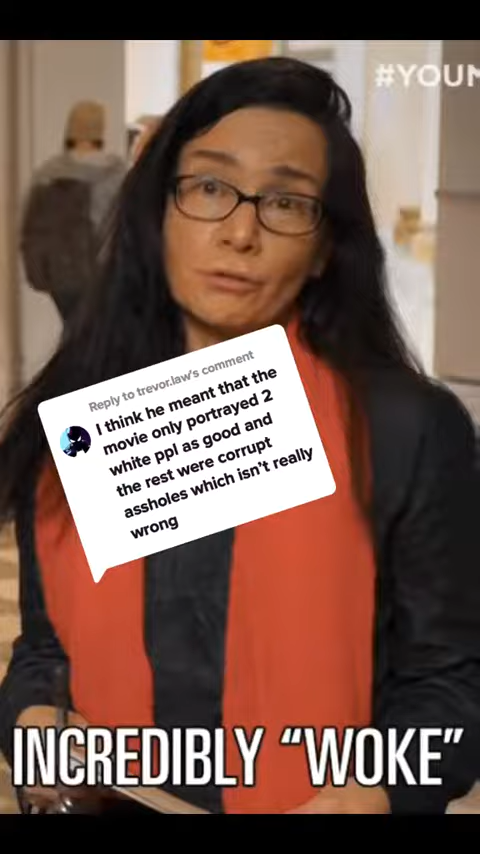 #YOUN
Reply to trevor.law's comment
I think he meant that the
movie only portrayed 2
white ppl as good and
the rest were corrupt
assholes which isn't really
wrong
INCREDIBLY “WOKE”